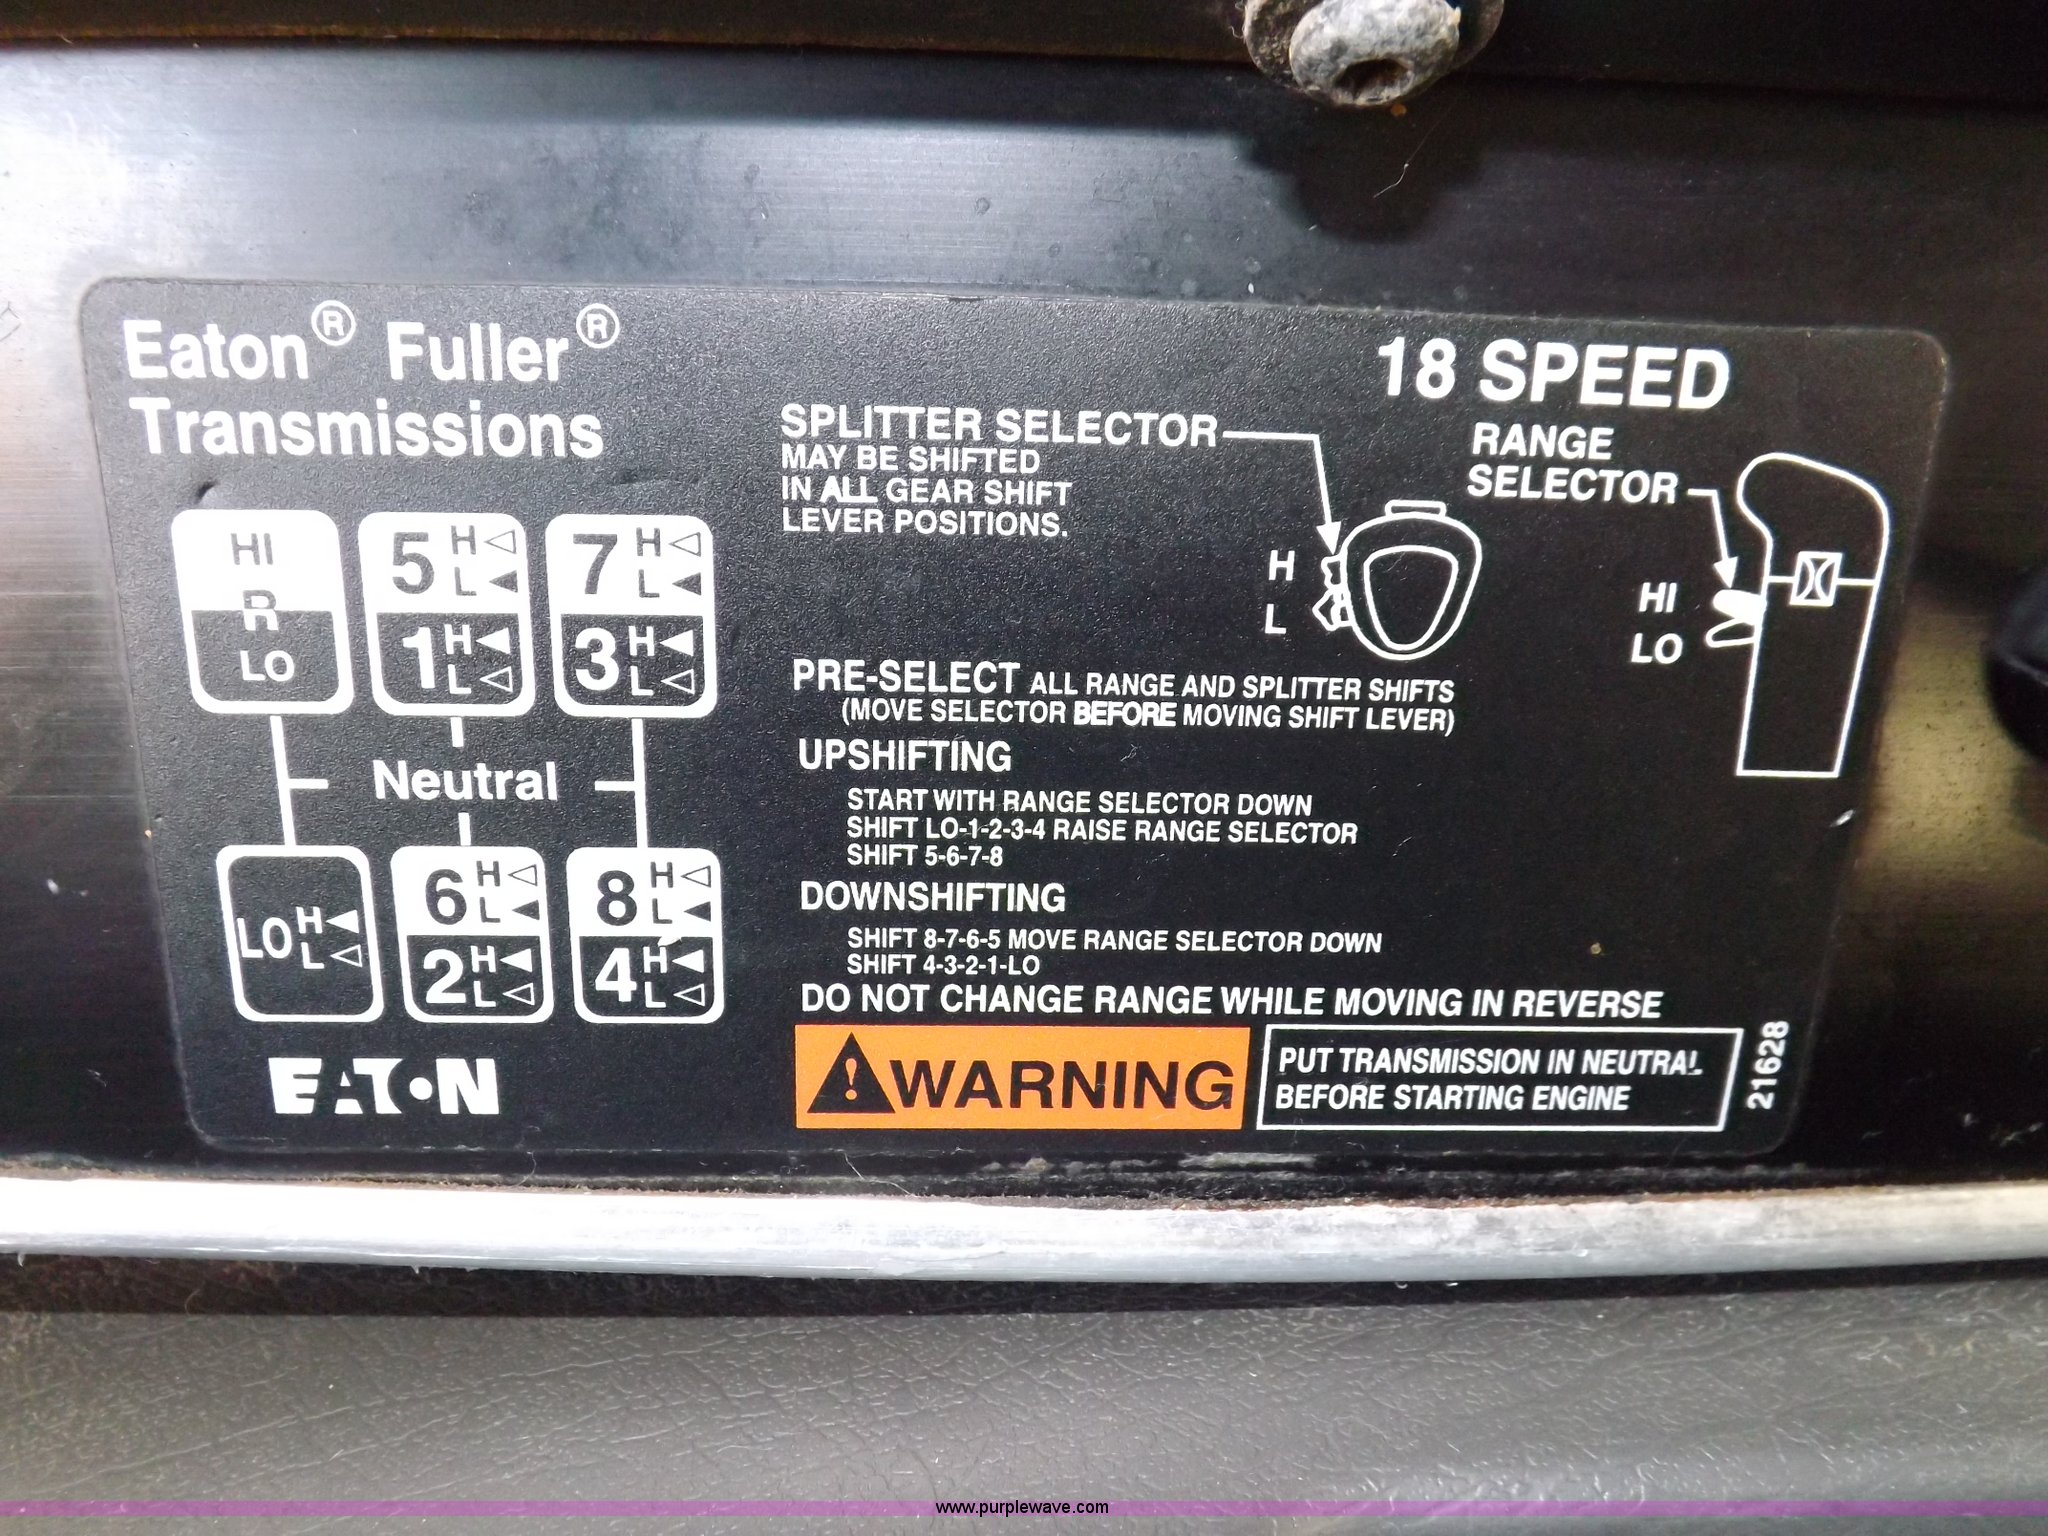 Eaton® Fuller®
Transmissions
18 SPEED
SPLITTER SELECTOR
MAY BE SHIFTED
IN ALL GEAR SHIFT
LEVER POSITIONS.
RANGE
SELECTOR
H
L
HI
LO
HI
R
LO
5 H L
1 H L
7 H L
3 H L
Neutral
LO H L
6 H L
2 H L
8 H L
4 H L
PRE-SELECT ALL RANGE AND SPLITTER SHIFTS
(MOVE SELECTOR BEFORE MOVING SHIFT LEVER)
UPSHIFTING
START WITH RANGE SELECTOR DOWN
SHIFT LO-1-2-3-4 RAISE RANGE SELECTOR
SHIFT 5-6-7-8
DOWNSHIFTING
SHIFT 8-7-6-5 MOVE RANGE SELECTOR DOWN
SHIFT 4-3-2-1-LO
DO NOT CHANGE RANGE WHILE MOVING IN REVERSE
EATON
WARNING
PUT TRANSMISSION IN NEUTRAL
BEFORE STARTING ENGINE
21628
www.purplewave.com